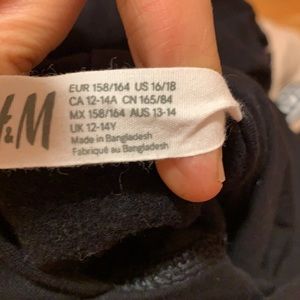 &M
EUR 158/164 US 16/18
CA 12-14A CN 165/84
MX 158/164 AUS 13-14
UK 12-14Y
Made in Bangladesh
Fabriqué au Bangladesh